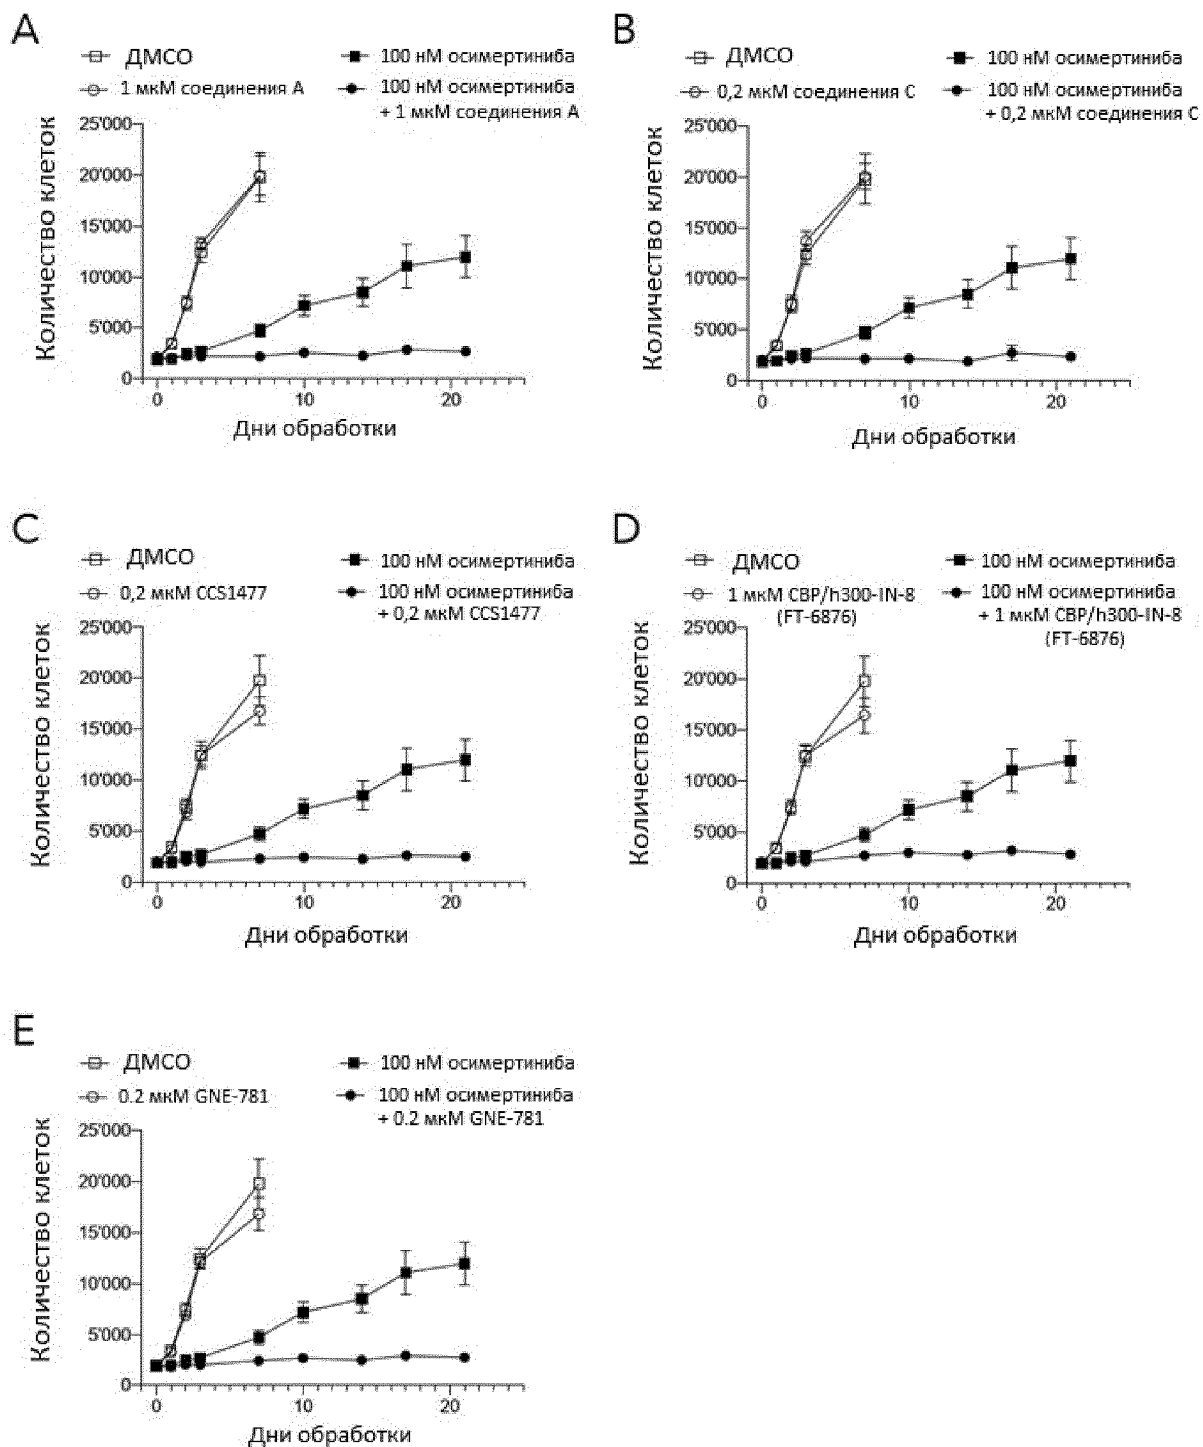 A
ДМСО
100 нМ осимертиниба
1 мкМ соединения A
100 нМ осимертиниба
+ 1 мкМ соединения A
25'000
20'000
15'000
10'000
5'000
0
Количество клеток
0
10
20
Дни обработки
B
ДМСО
100 нМ осимертиниба
0,2 мкМ соединения C
100 нМ осимертиниба
+ 0,2 мкМ соединения C
25'000
20'000
15'000
10'000
5'000
0
Количество клеток
0
10
20
Дни обработки
C
ДМСО
100 нМ осимертиниба
0,2 мкМ CCS1477
100 нМ осимертиниба
+ 0,2 мкМ CCS1477
25'000
20'000
15'000
10'000
5'000
0
Количество клеток
0
10
20
Дни обработки
D
ДМСО
100 нМ осимертиниба
1 мкМ CBP/h300-IN-8
(FT-6876)
100 нМ осимертиниба
+ 1 мкМ CBP/h300-IN-8
(FT-6876)
25'000
20'000
15'000
10'000
5'000
0
Количество клеток
0
10
20
Дни обработки
E
ДМСО
100 нМ осимертиниба
0.2 мкМ GNE-781
100 нМ осимертиниба
+ 0.2 мкМ GNE-781
25'000
20'000
15'000
10'000
5'000
0
Количество клеток
0
10
20
Дни обработки